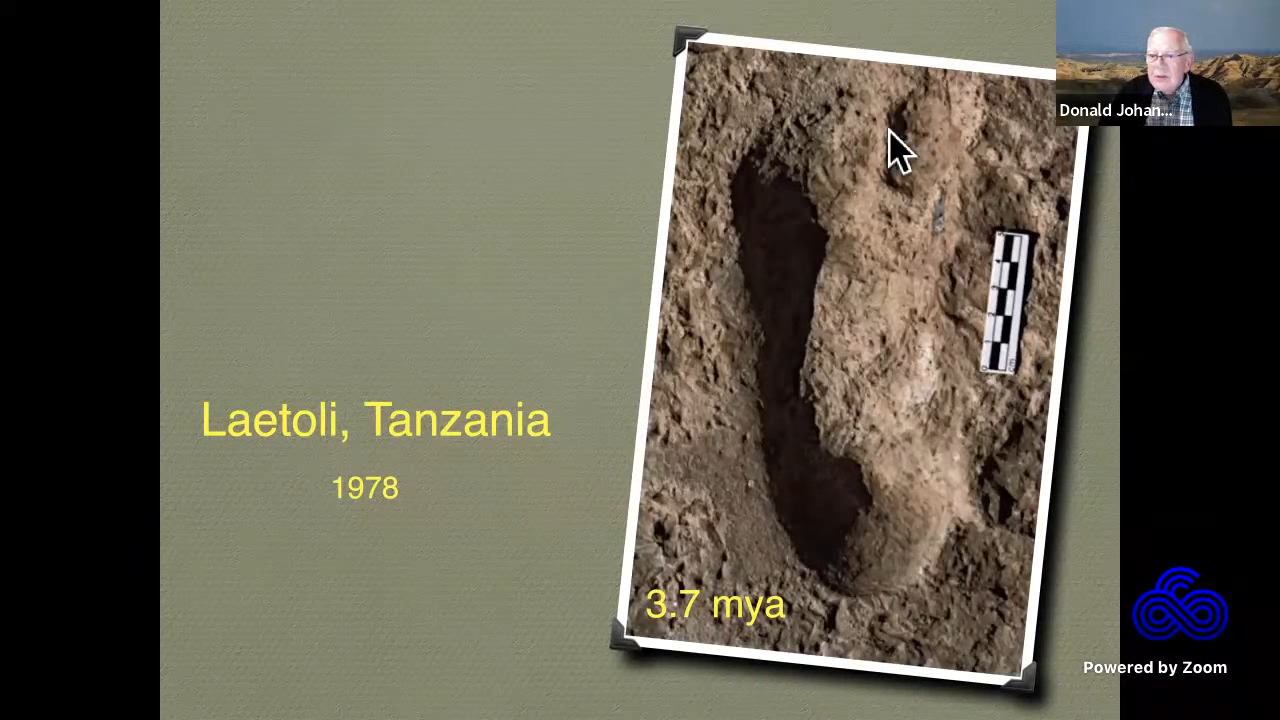 Donald Johan...
Laetoli, Tanzania
1978
3.7 mya
Powered by Zoom